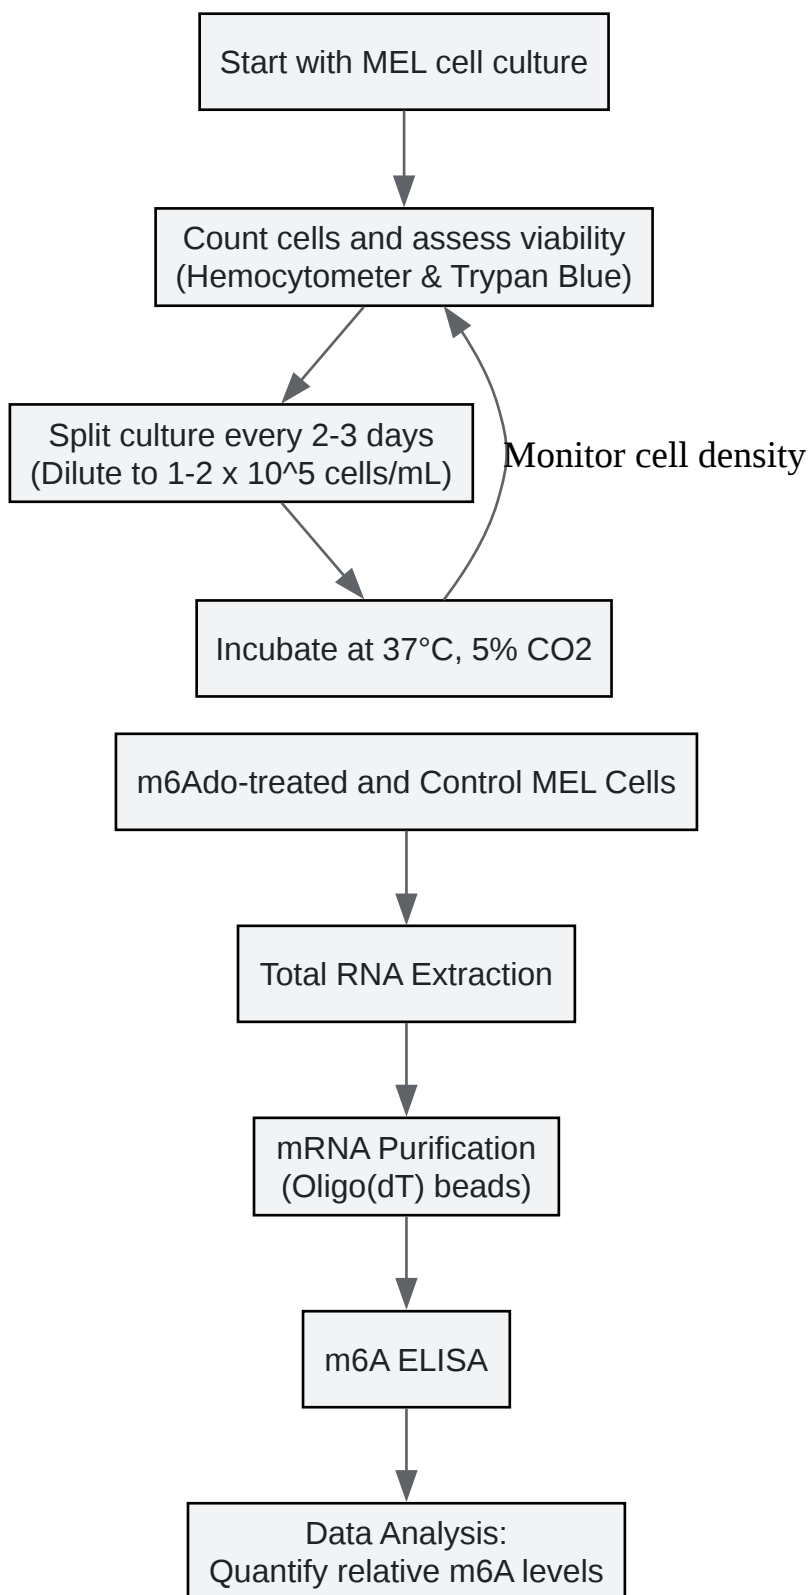 Start with MEL cell culture
Count cells and assess viability
(Hemocytometer & Trypan Blue)
Split culture every 2-3 days
(Dilute to 1-2 x 10^5 cells/mL)
Monitor cell density
Incubate at 37°C, 5% CO2
m6Ado-treated and Control MEL Cells
Total RNA Extraction
mRNA Purification
(Oligo(dT) beads)
m6A ELISA
Data Analysis:
Quantify relative m6A levels